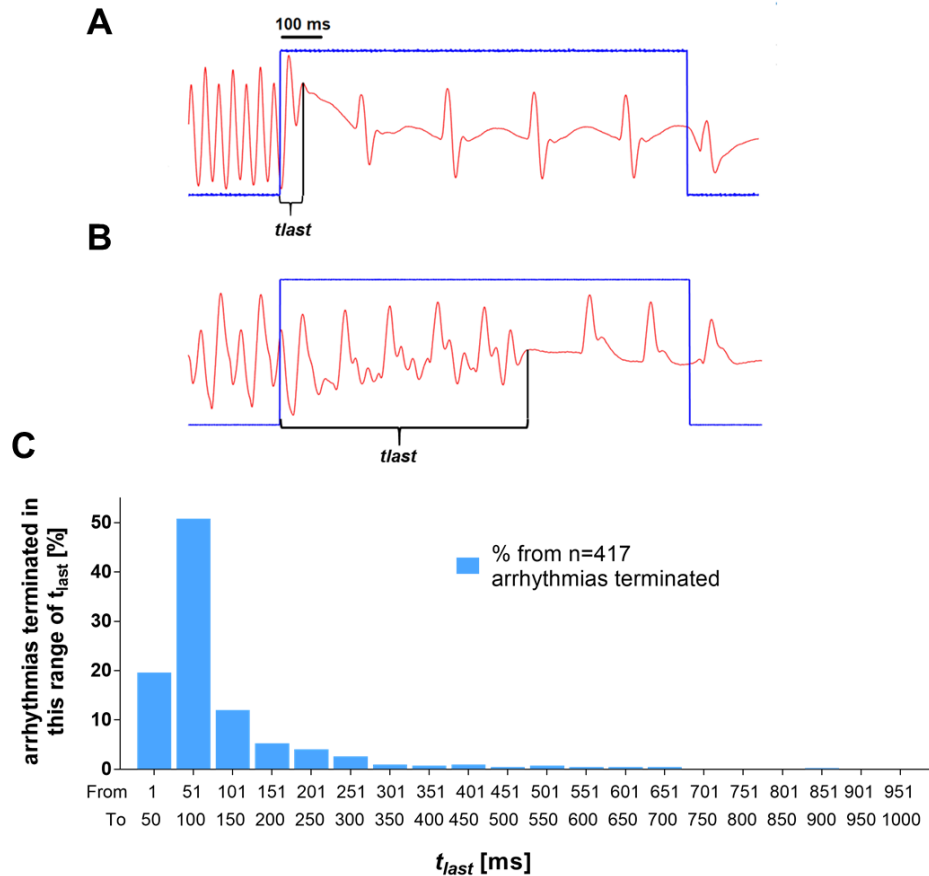 A
100 ms
tlast
B
tlast
C
arrhythmias terminated in
this range of tlast [%]
50
40
30
20
10
0
% from n=417
arrhythmias terminated
From 1 51 101 151 201 251 301 351 401 451 501 551 601 651 701 751 801 851 901 951
To 50 100 150 200 250 300 350 400 450 500 550 600 650 700 750 800 850 900 950 1000
tlast [ms]